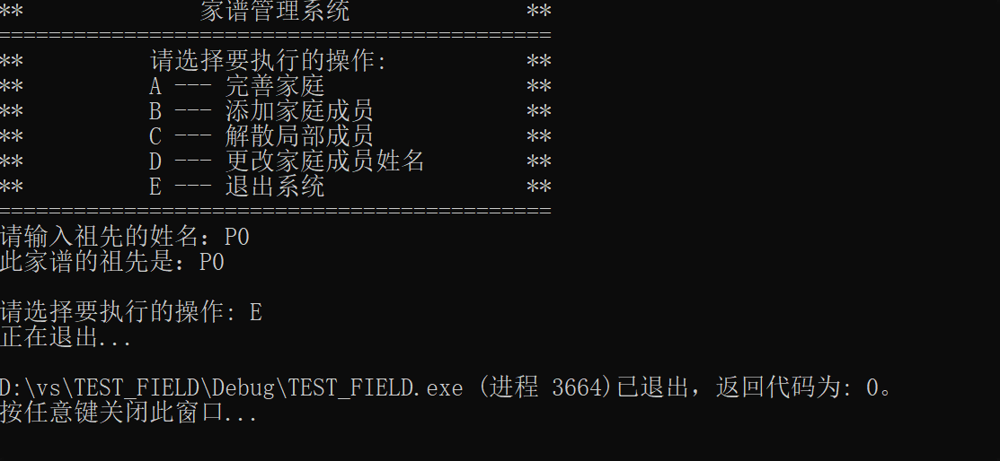 ** 家谱管理系统 **
============================================
** 请选择要执行的操作: **
** A --- 完善家庭 **
** B --- 添加家庭成员 **
** C --- 解散局部成员 **
** D --- 更改家庭成员姓名 **
** E --- 退出系统 **
============================================
请输入祖先的姓名：P0
此家谱的祖先是：P0
请选择要执行的操作: E
正在退出...
D:\vs\TEST_FIELD\Debug\TEST_FIELD.exe (进程 3664)已退出，返回代码为: 0。
按任意键关闭此窗口...